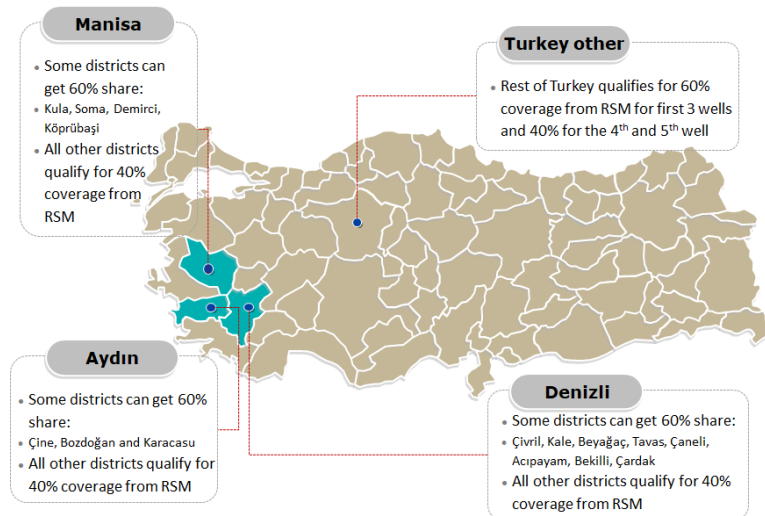 Manisa
• Some districts can
get 60% share:
• Kula, Soma, Demirci,
Köprübaşi
• All other districts
qualify for 40%
coverage from
RSM
Turkey other
• Rest of Turkey qualifies for 60%
coverage from RSM for first 3 wells
and 40% for the 4th and 5th well
Aydın
• Some districts can get 60%
share:
• Çine, Bozdoğan and Karacasu
• All other districts qualify for
40% coverage from RSM
Denizli
• Some districts can get 60% share:
• Çivril, Kale, Beyağaç, Tavas, Çaneli,
Acıpayam, Bekilli, Çardak
• All other districts qualify for 40%
coverage from RSM